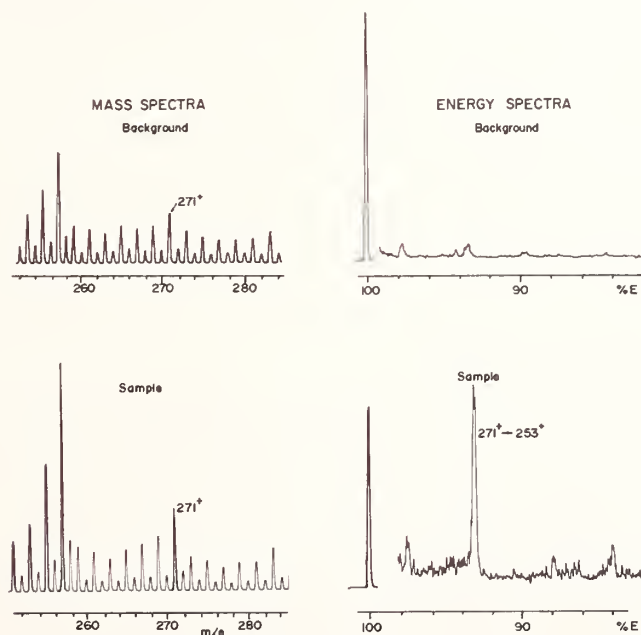 MASS SPECTRA
Background
271⁺
260
270
280
ENERGY SPECTRA
Background
100
90
%E
Sample
271⁺
260
270
280
m/e
Sample
271⁺→253⁺
100
90
%E